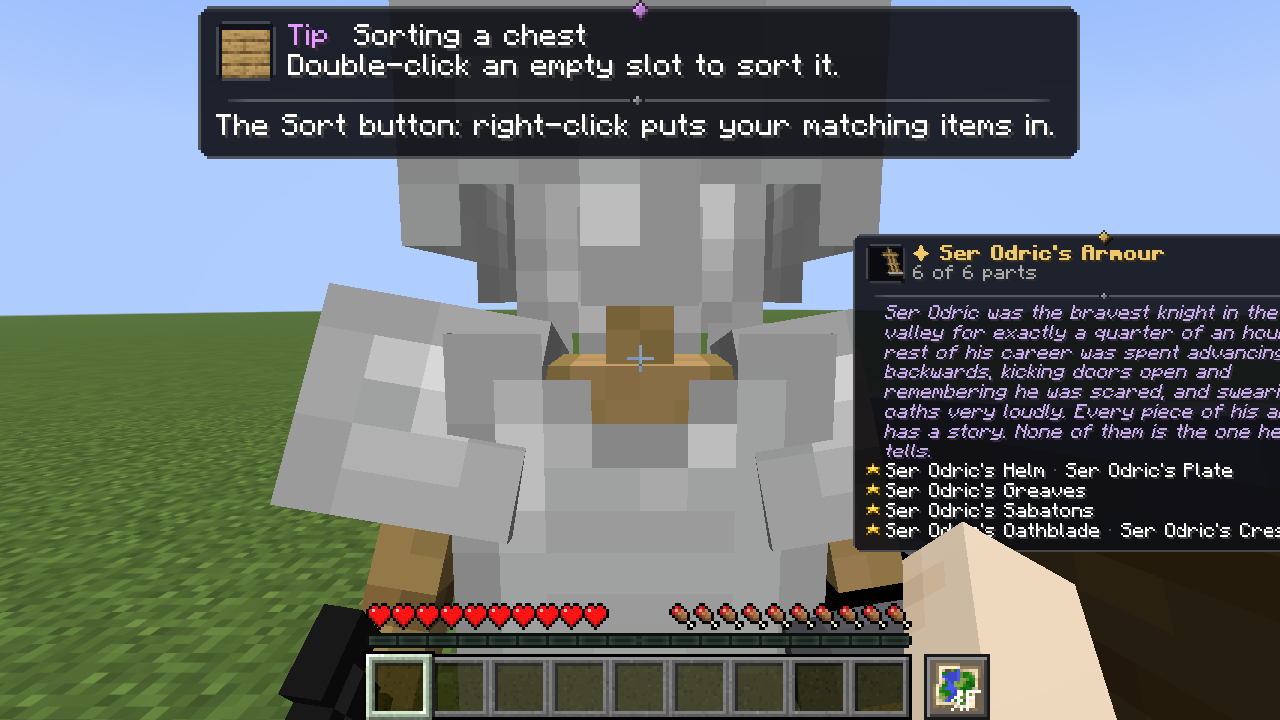 Tip Sorting a chest
Double-click an empty slot to sort it.
The Sort button: right-click puts your matching items in.
Ser Odric's Armour
6 of 6 parts
Ser Odric was the bravest knight in the
valley for exactly a quarter of an hou
rest of his career was spent advancing
backwards, kicking doors open and
remembering he was scared, and sweari
oaths very loudly. Every piece of his a
has a story. None of them is the one he
tells.
Ser Odric's Helm · Ser Odric's Plate
Ser Odric's Greaves
Ser Odric's Sabatons
Ser Odric's Oathblade · Ser Odric's Cres